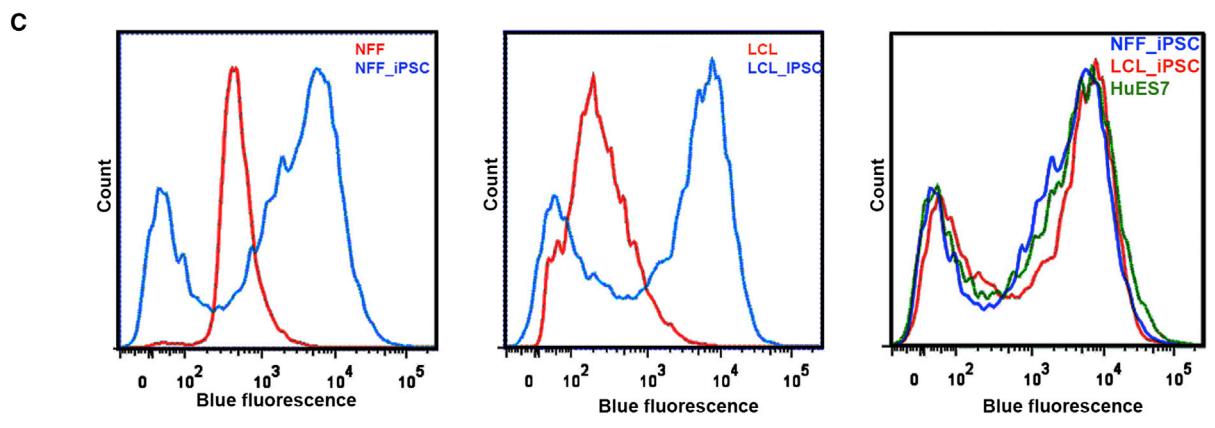 C
NFF
NFF_iPSC
Count
0 10² 10³ 10⁴ 10⁵
Blue fluorescence
LCL
LCL_IPSC
Count
0 10² 10³ 10⁴ 10⁵
Blue fluorescence
NFF_iPSC
LCL_iPSC
HuES7
Count
0 10² 10³ 10⁴ 10⁵
Blue fluorescence